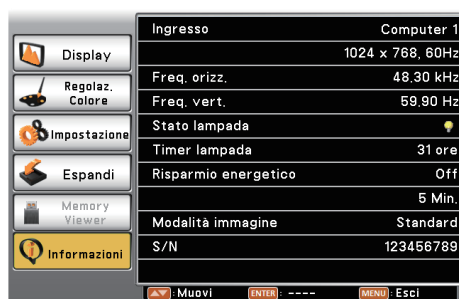 Display
Regolaz.
Colore
Impostazione
Espandi
Memory
Viewer
Informazioni
Ingresso Computer 1
1024 x 768, 60Hz
Freq. orizz. 48,30 kHz
Freq. vert. 59,90 Hz
Stato lampada
Timer lampada 31 ore
Risparmio energetico Off
5 Min.
Modalità immagine Standard
S/N 123456789
: Muovi ENTER : ---- MENU : Esci